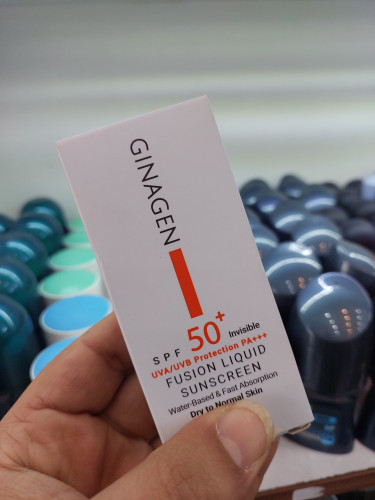 GINAGEN
SPF 50+ Invisible
UVA/UVB Protection PA+++
FUSION LIQUID
SUNSCREEN
Water-Based & Fast Absorption
Dry to Normal Skin